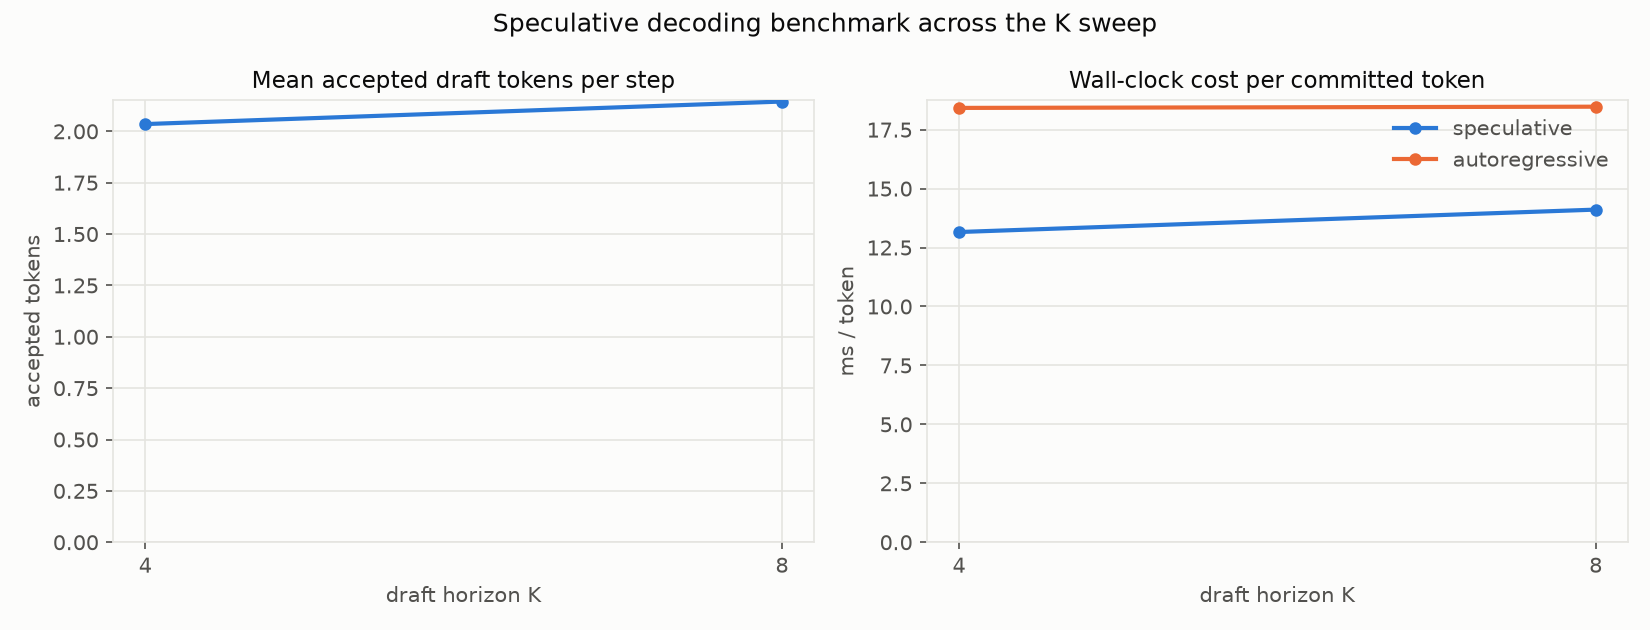 Speculative decoding benchmark across the K sweep
Mean accepted draft tokens per step
accepted tokens
2.00
1.75
1.50
1.25
1.00
0.75
0.50
0.25
0.00
4
8
draft horizon K
Wall-clock cost per committed token
ms / token
17.5
15.0
12.5
10.0
7.5
5.0
2.5
0.0
speculative
autoregressive
4
8
draft horizon K